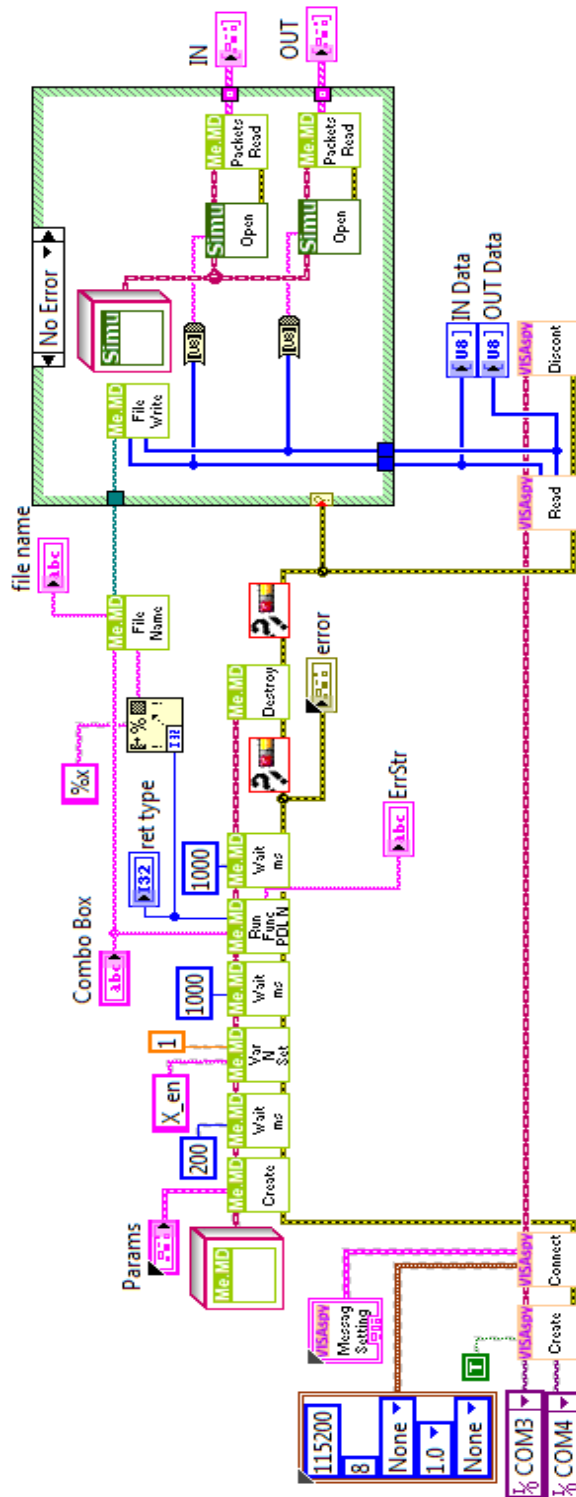 Params
Me.MD
Me.MD
Create
200
Me.MD
Wait
ms
X_en
1
Me.MD
Var
N
Set
1000
Me.MD
Wait
ms
Combo Box
abc
ret type
I32
Me.MD
Run
Func
PDL N
1000
Me.MD
Wait
ms
ErrStr
abc
error
Me.MD
Destroy
%x
I32
file name
abc
Me.MD
File
Name
No Error
Me.MD
File
Write
Simu
[U8]
[U8]
Simu
Open
Me.MD
Packets
Read
Simu
Open
Me.MD
Packets
Read
IN
OUT
115200
8
None
1.0
None
COM3
COM4
T
VISAspy
Messag
Setting
VISAspy
Create
VISAspy
Connect
VISAspy
Read
IN Data
[U8]
OUT Data
[U8]
VISAspy
Discont